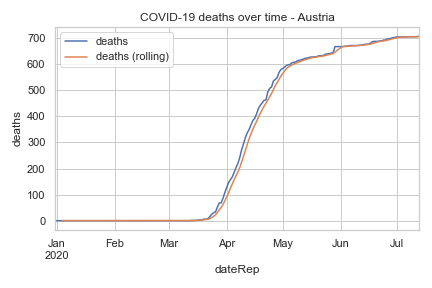 COVID-19 deaths over time - Austria
deaths
deaths (rolling)
700
600
500
400
300
200
100
0
deaths
Jan Feb Mar Apr May Jun Jul
2020
dateRep